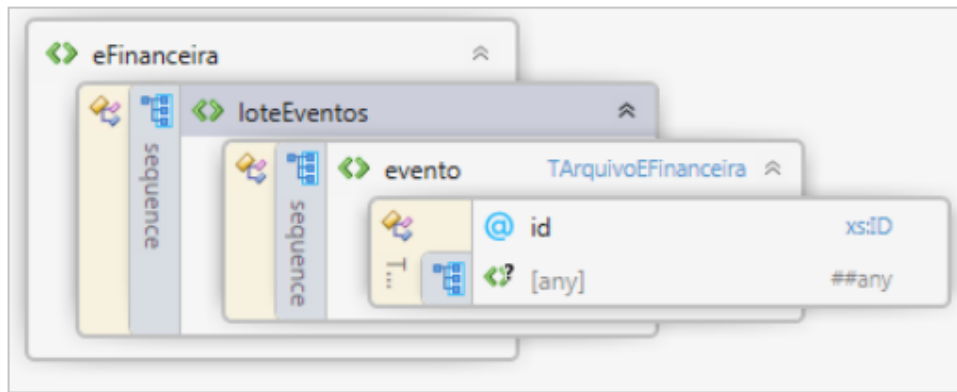 eFinanceira
loteEventos
sequence
evento TArquivoEFinanceira
sequence
@ id xs:ID
T...
? [any] ##any